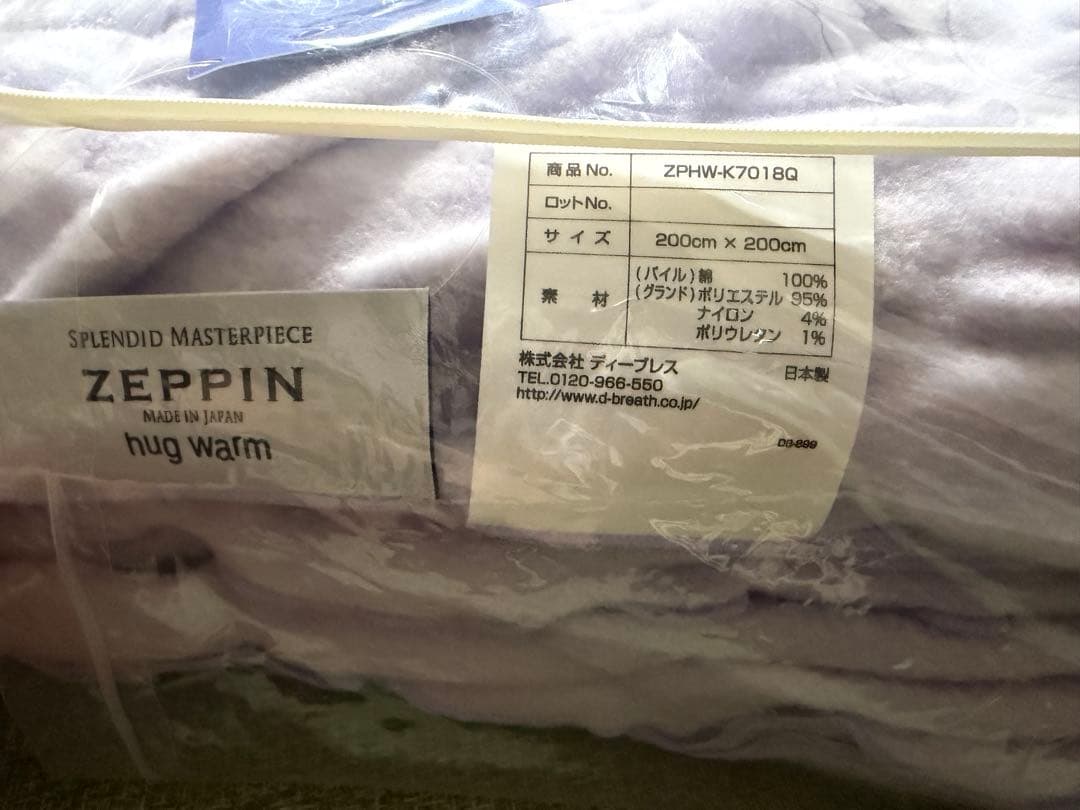 商品No. ZPHW-K7018Q
ロットNo.
サイズ 200cm × 200cm
素材 (パイル)綿 100%
(グランド)ポリエステル 95%
ナイロン 4%
ポリウレタン 1%
株式会社 ディーブレス
日本製
TEL.0120-966-550
http://www.d-breath.co.jp/
DB-899
SPLENDID MASTERPIECE
ZEPPIN
MADE IN JAPAN
hug warm